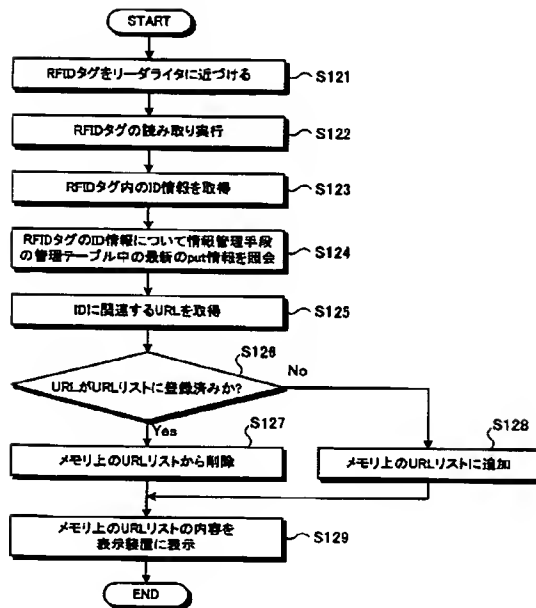 START
RFIDタグをリーダライタに近づける
S121
RFIDタグの読み取り実行
S122
RFIDタグ内のID情報を取得
S123
RFIDタグのID情報について情報管理手段
の管理テーブル中の最新のput情報を照会
S124
IDに関連するURLを取得
S125
S126
URLがURLリストに登録済みか?
No
Yes
S127
メモリ上のURLリストから削除
S128
メモリ上のURLリストに追加
メモリ上のURLリストの内容を
表示装置に表示
S129
END